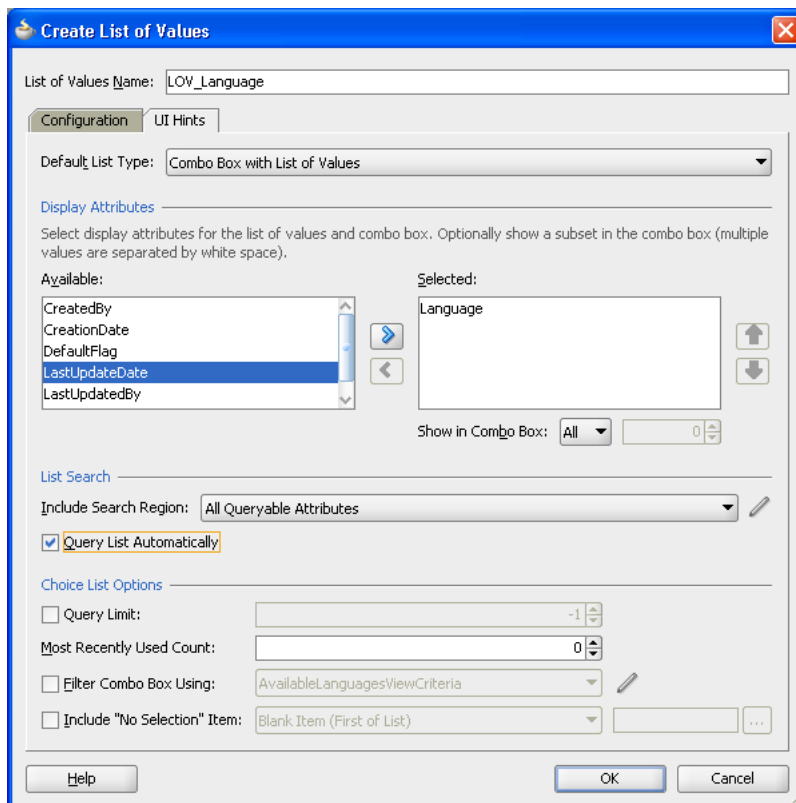 Create List of Values
List of Values Name: LOV_Language
Configuration UI Hints
Default List Type: Combo Box with List of Values
Display Attributes
Select display attributes for the list of values and combo box. Optionally show a subset in the combo box (multiple
values are separated by white space).
Available: Selected:
CreatedBy Language
CreationDate
DefaultFlag
LastUpdateDate
LastUpdatedBy
Show in Combo Box: All 0
List Search
Include Search Region: All Queryable Attributes
Query List Automatically
Choice List Options
Query Limit: -1
Most Recently Used Count: 0
Filter Combo Box Using: AvailableLanguagesViewCriteria
Include "No Selection" Item: Blank Item (First of List) ...
Help OK Cancel